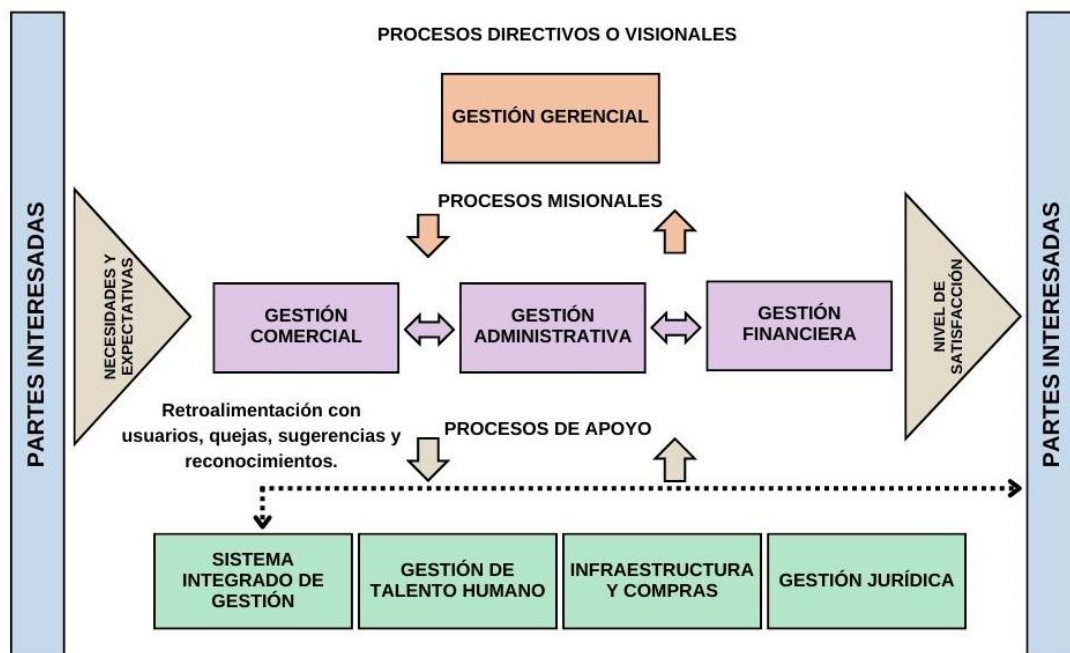 PROCESOS DIRECTIVOS O VISIONALES
GESTIÓN GERENCIAL
PROCESOS MISIONALES
PARTES INTERESADAS
NECESIDADES Y
EXPECTATIVAS
GESTIÓN
COMERCIAL
GESTIÓN
ADMINISTRATIVA
GESTIÓN
FINANCIERA
NIVEL DE
SATISFACCIÓN
PARTES INTERESADAS
Retroalimentación con
usuarios, quejas, sugerencias y
reconocimientos.
PROCESOS DE APOYO
SISTEMA
INTEGRADO DE
GESTIÓN
GESTIÓN DE
TALENTO HUMANO
INFRAESTRUCTURA
Y COMPRAS
GESTIÓN JURÍDICA